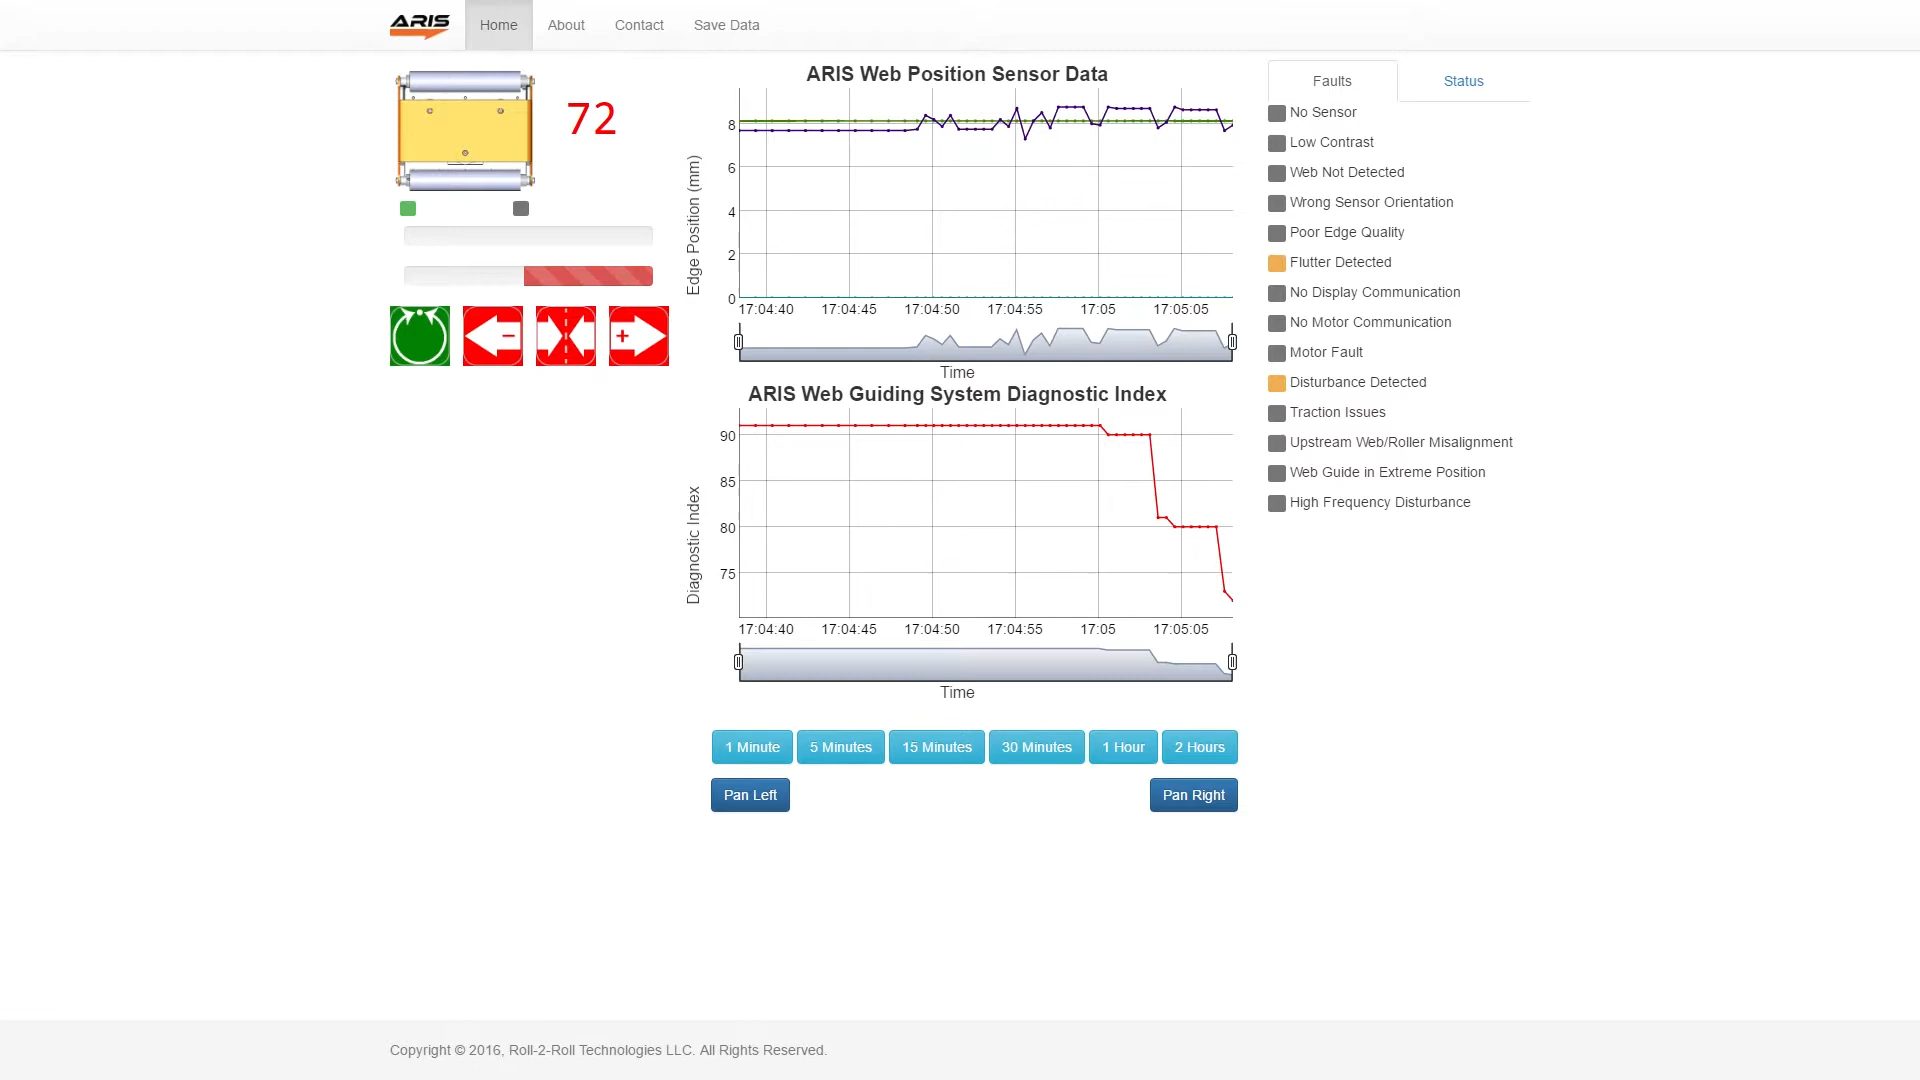 ARIS
Home
About
Contact
Save Data
72
−
+
ARIS Web Position Sensor Data
Edge Position (mm)
8
6
4
2
0
17:04:40
17:04:45
17:04:50
17:04:55
17:05
17:05:05
Time
ARIS Web Guiding System Diagnostic Index
Diagnostic Index
90
85
80
75
17:04:40
17:04:45
17:04:50
17:04:55
17:05
17:05:05
Time
1 Minute
5 Minutes
15 Minutes
30 Minutes
1 Hour
2 Hours
Pan Left
Pan Right
Faults
Status
No Sensor
Low Contrast
Web Not Detected
Wrong Sensor Orientation
Poor Edge Quality
Flutter Detected
No Display Communication
No Motor Communication
Motor Fault
Disturbance Detected
Traction Issues
Upstream Web/Roller Misalignment
Web Guide in Extreme Position
High Frequency Disturbance
Copyright © 2016, Roll-2-Roll Technologies LLC. All Rights Reserved.